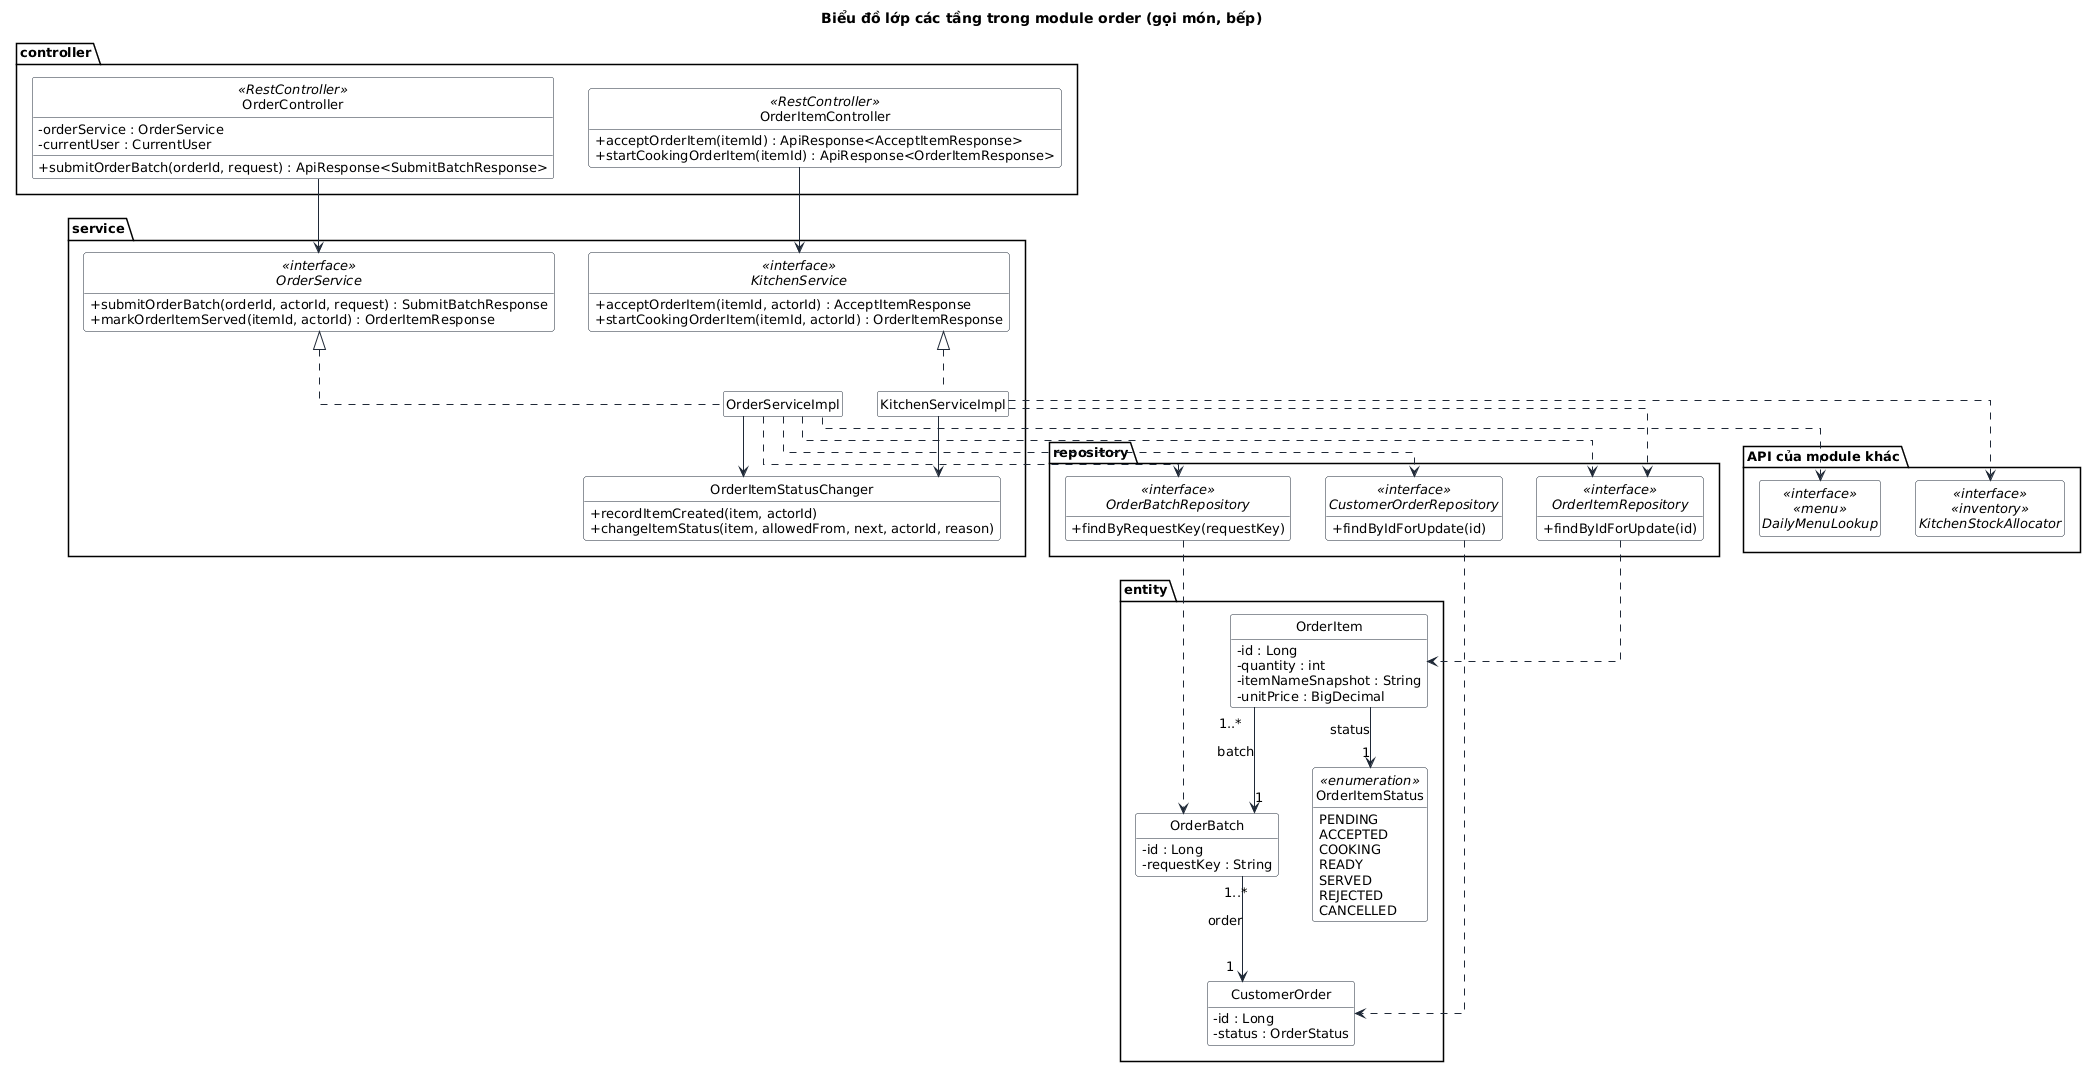 Biểu đồ lớp các tầng trong module order (gọi món, bếp)
controller
«RestController»
OrderController
-orderService : OrderService
-currentUser : CurrentUser
+submitOrderBatch(orderId, request) : ApiResponse<SubmitBatchResponse>
«RestController»
OrderItemController
+acceptOrderItem(itemId) : ApiResponse<AcceptItemResponse>
+startCookingOrderItem(itemId) : ApiResponse<OrderItemResponse>
service
«interface»
OrderService
+submitOrderBatch(orderId, actorId, request) : SubmitBatchResponse
+markOrderItemServed(itemId, actorId) : OrderItemResponse
«interface»
KitchenService
+acceptOrderItem(itemId, actorId) : AcceptItemResponse
+startCookingOrderItem(itemId, actorId) : OrderItemResponse
OrderServiceImpl
KitchenServiceImpl
OrderItemStatusChanger
+recordItemCreated(item, actorId)
+changeItemStatus(item, allowedFrom, next, actorId, reason)
repository
«interface»
OrderBatchRepository
+findByRequestKey(requestKey)
«interface»
CustomerOrderRepository
+findByIdForUpdate(id)
«interface»
OrderItemRepository
+findByIdForUpdate(id)
API của module khác
«interface»
«menu»
DailyMenuLookup
«interface»
«inventory»
KitchenStockAllocator
entity
OrderItem
-id : Long
-quantity : int
-itemNameSnapshot : String
-unitPrice : BigDecimal
1..*
batch
1
status
1
«enumeration»
OrderItemStatus
PENDING
ACCEPTED
COOKING
READY
SERVED
REJECTED
CANCELLED
OrderBatch
-id : Long
-requestKey : String
1..*
order
1
CustomerOrder
-id : Long
-status : OrderStatus